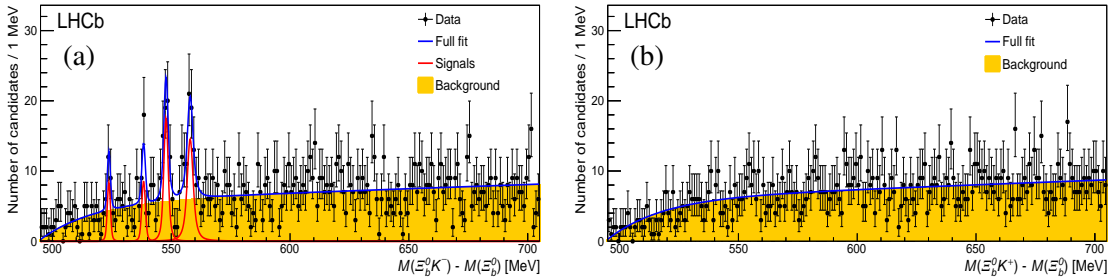 LHCb
(a)
Data
Full fit
Signals
Background
Number of candidates / 1 MeV
30
20
10
0
500
550
600
650
700
M(Ξb0K−) - M(Ξb0) [MeV]
LHCb
(b)
Data
Full fit
Background
Number of candidates / 1 MeV
30
20
10
0
500
550
600
650
700
M(Ξb0K+) - M(Ξb0) [MeV]